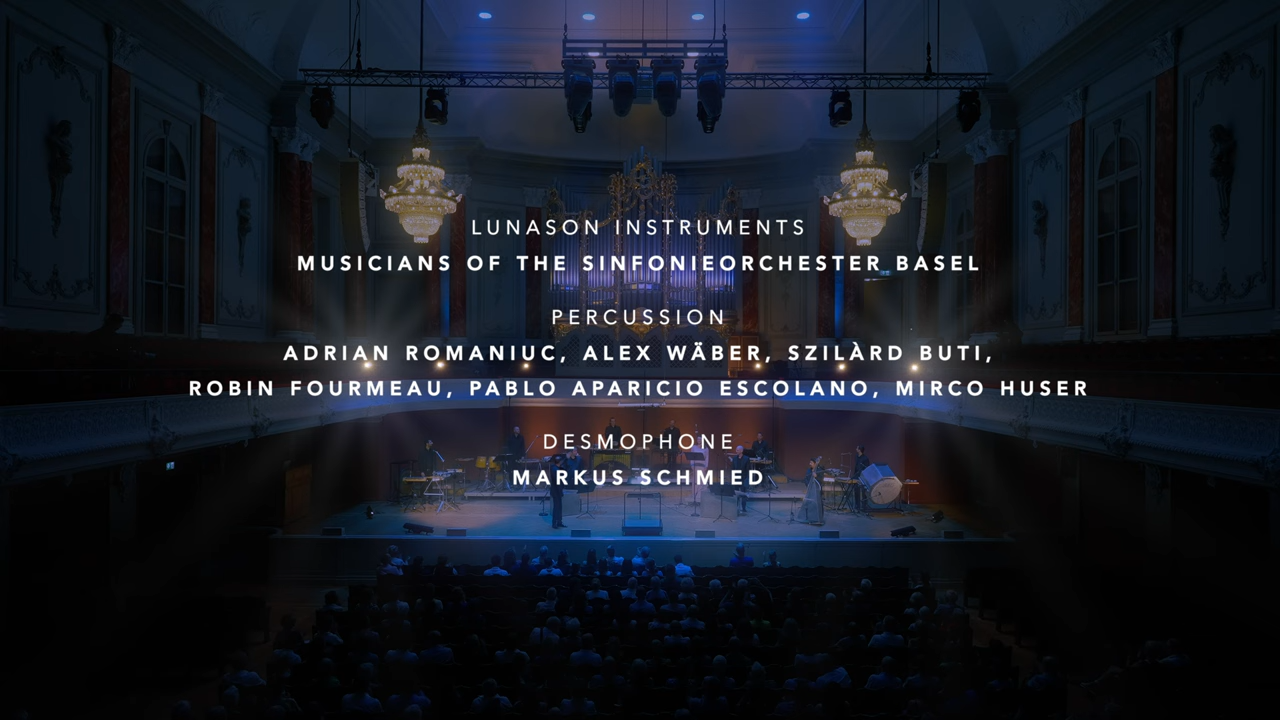 LUNASON INSTRUMENTS
MUSICIANS OF THE SINFONIEORCHESTER BASEL
PERCUSSION
ADRIAN ROMANIUC, ALEX WÄBER, SZILÀRD BUTI,
ROBIN FOURMEAU, PABLO APARICIO ESCOLANO, MIRCO HUSER
DESMOPHONE
MARKUS SCHMIED